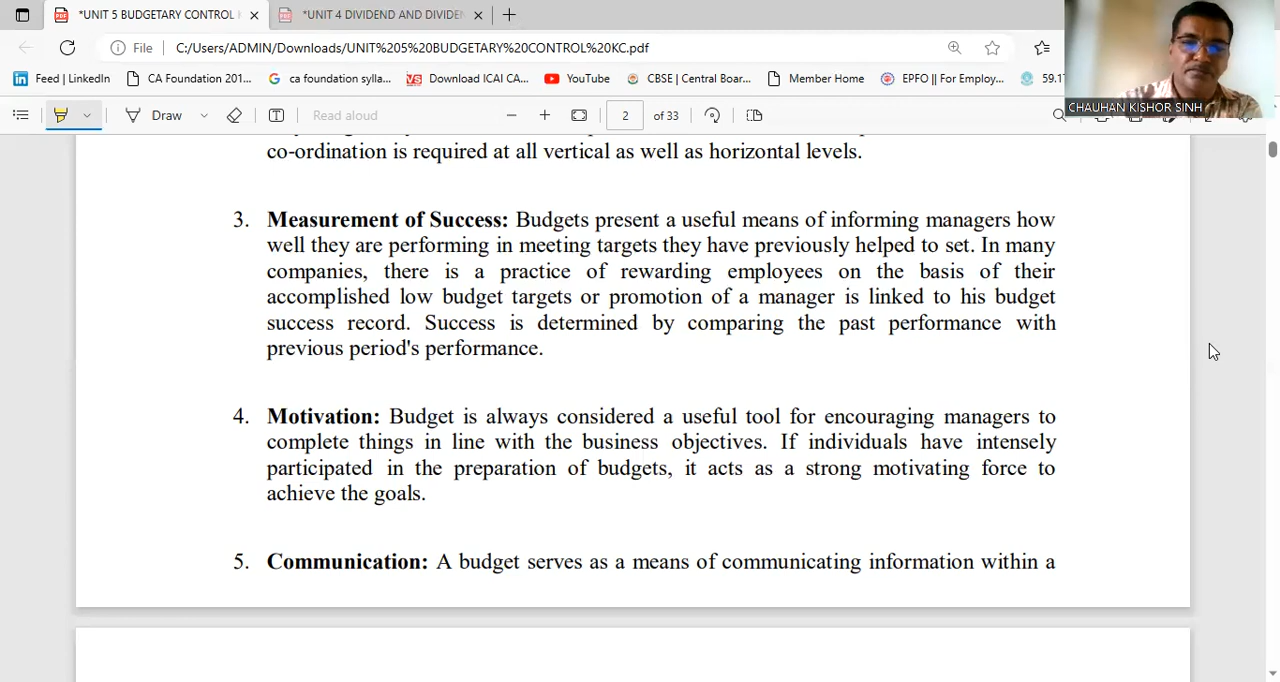 *UNIT 5 BUDGETARY CONTROL
*UNIT 4 DIVIDEND AND DIVIDEN
File
C:/Users/ADMIN/Downloads/UNIT%205%20BUDGETARY%20CONTROL%20KC.pdf
Feed | LinkedIn
CA Foundation 201...
ca foundation sylla...
Download ICAI CA...
YouTube
CBSE | Central Boar...
Member Home
EPFO || For Employ...
CHAUHAN KISHOR SINH
Draw
Read aloud
2 of 33
co-ordination is required at all vertical as well as horizontal levels.
3. Measurement of Success: Budgets present a useful means of informing managers how
well they are performing in meeting targets they have previously helped to set. In many
companies, there is a practice of rewarding employees on the basis of their
accomplished low budget targets or promotion of a manager is linked to his budget
success record. Success is determined by comparing the past performance with
previous period's performance.
4. Motivation: Budget is always considered a useful tool for encouraging managers to
complete things in line with the business objectives. If individuals have intensely
participated in the preparation of budgets, it acts as a strong motivating force to
achieve the goals.
5. Communication: A budget serves as a means of communicating information within a